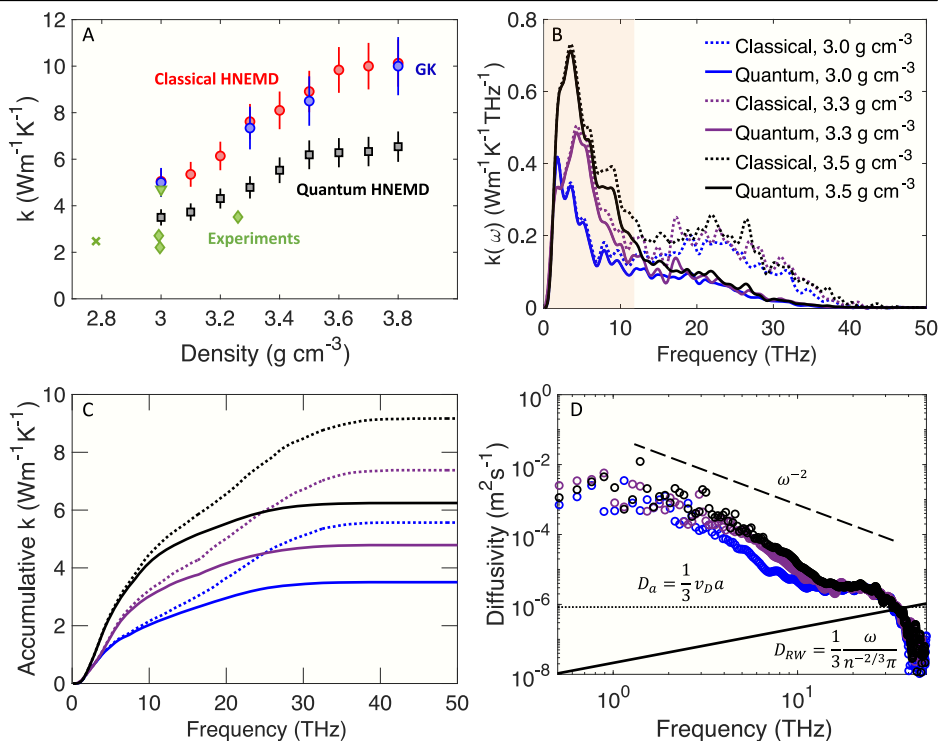 A
12
10
8
6
4
2
0
k (Wm⁻¹K⁻¹)
Classical HNEMD
GK
Quantum HNEMD
Experiments
2.8
3
3.2
3.4
3.6
3.8
Density (g cm⁻³)
B
0.8
0.6
0.4
0.2
0
k(ω) (Wm⁻¹K⁻¹THz⁻¹)
Classical, 3.0 g cm⁻³
Quantum, 3.0 g cm⁻³
Classical, 3.3 g cm⁻³
Quantum, 3.3 g cm⁻³
Classical, 3.5 g cm⁻³
Quantum, 3.5 g cm⁻³
0
10
20
30
40
50
Frequency (THz)
C
10
8
6
4
2
0
Accumulative k (Wm⁻¹K⁻¹)
0
10
20
30
40
50
Frequency (THz)
D
10⁰
10⁻²
10⁻⁴
10⁻⁶
10⁻⁸
Diffusivity (m²s⁻¹)
ω⁻²
Dₐ = 1/3 v_D a
D_RW = 1/3 ω/(n^(-2/3)π)
10⁰
10¹
Frequency (THz)